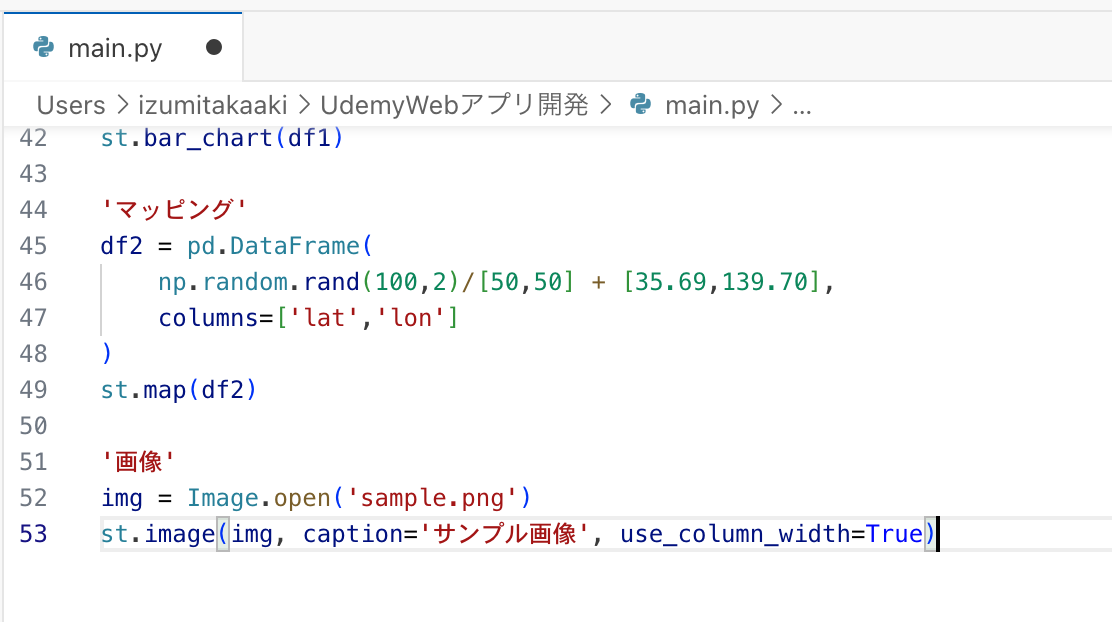 main.py
Users > izumitakaaki > UdemyWebアプリ開発 > main.py > ...
42 st.bar_chart(df1)
43
44 'マッピング'
45 df2 = pd.DataFrame(
46     np.random.rand(100,2)/[50,50] + [35.69,139.70],
47     columns=['lat','lon']
48 )
49 st.map(df2)
50
51 '画像'
52 img = Image.open('sample.png')
53 st.image(img, caption='サンプル画像', use_column_width=True)